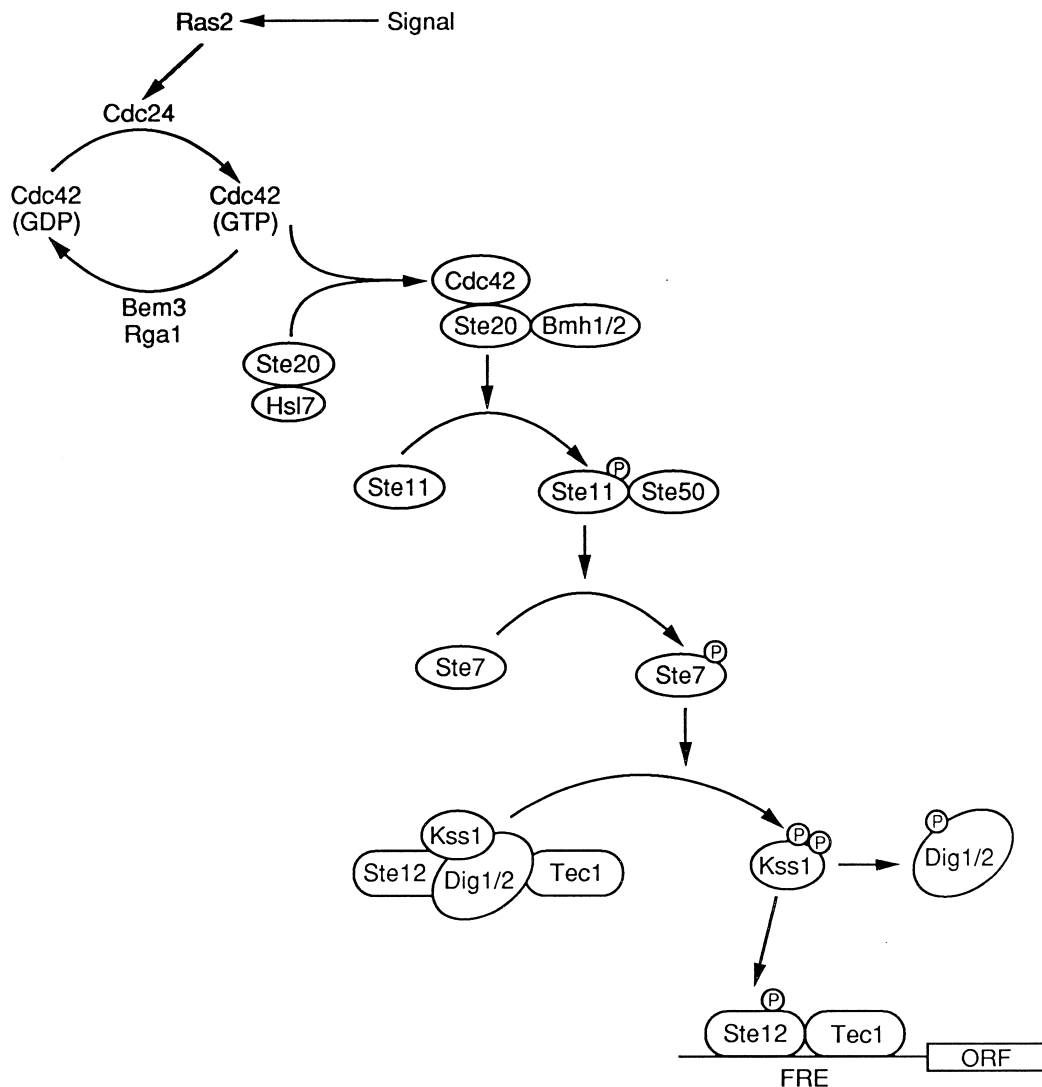 Ras2
Signal
Cdc24
Cdc42
(GDP)
Cdc42
(GTP)
Bem3
Rga1
Cdc42
Ste20
Bmh1/2
Ste20
Hsl7
Ste11
P
Ste11
Ste50
Ste7
P
Ste7
Kss1
Ste12
Dig1/2
Tec1
P
P
Kss1
P
Dig1/2
P
Ste12
Tec1
FRE
ORF